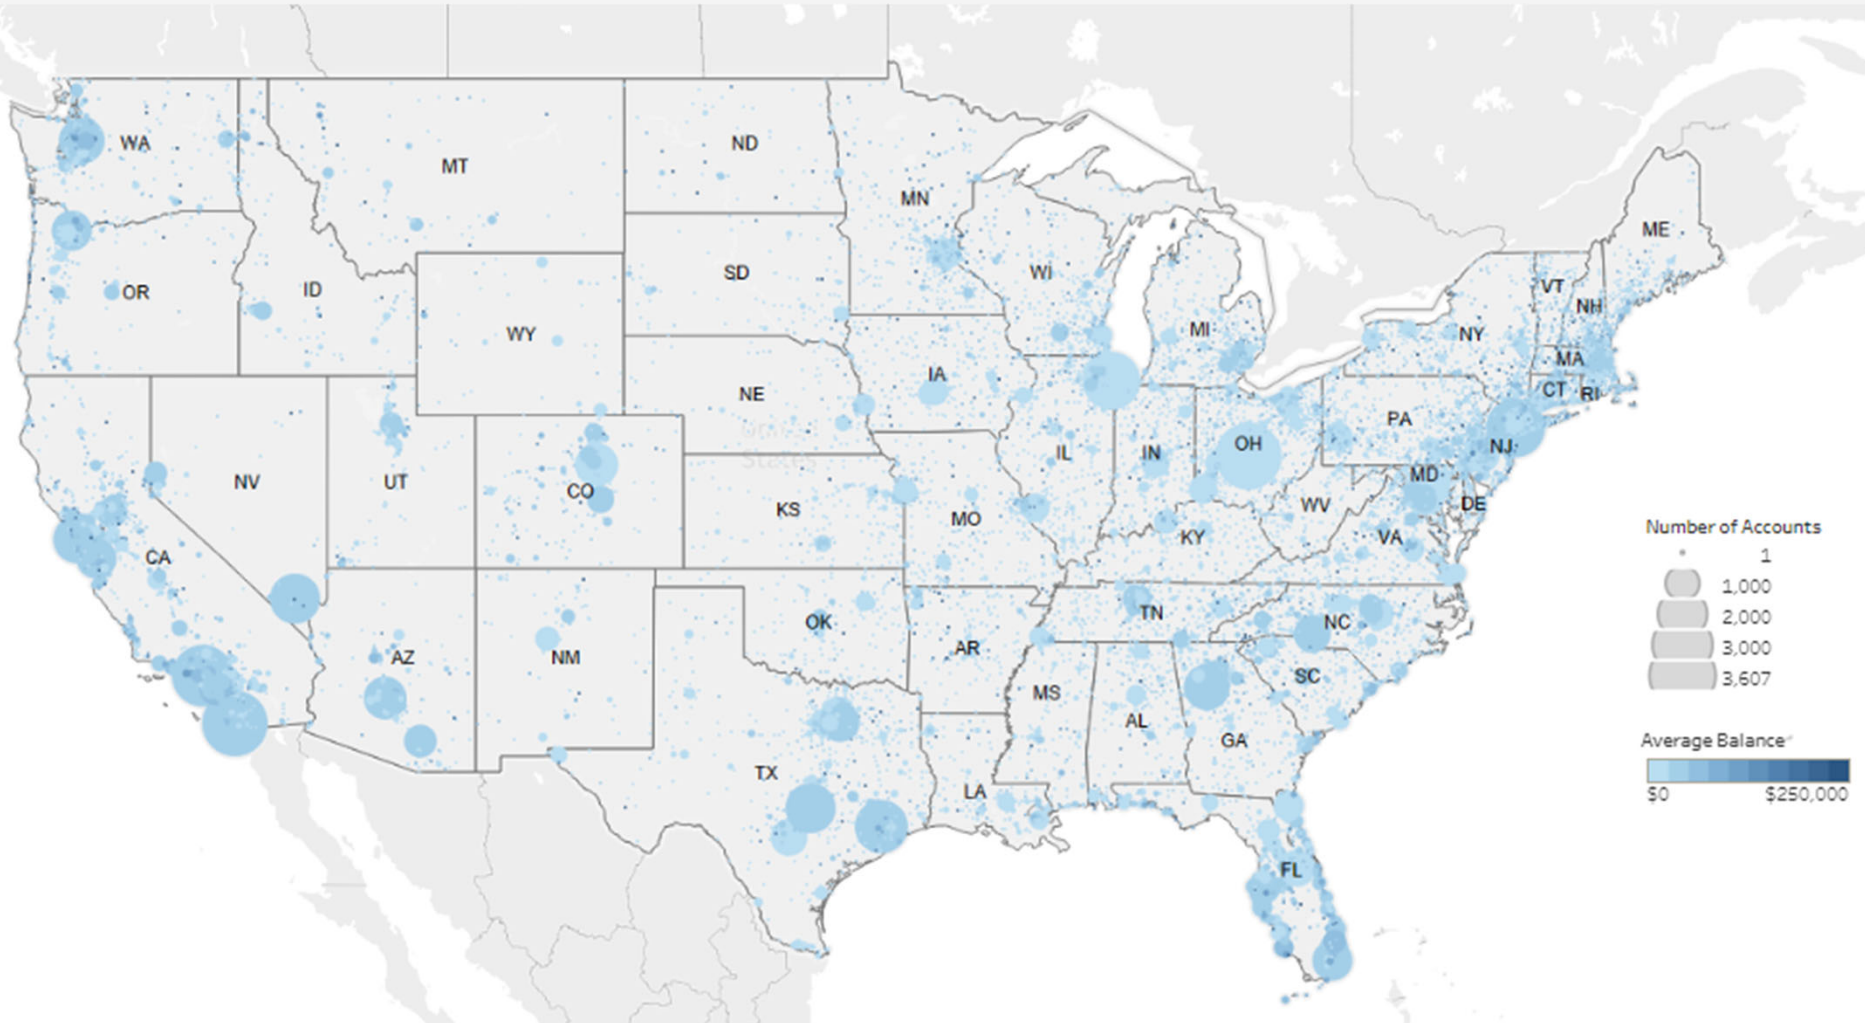 WA
MT
ND
MN
ME
OR
ID
SD
WI
VT
NH
WY
MI
NY
MA
IA
CT
RI
NE
PA
United
States
OH
NJ
NV
UT
CO
IL
IN
MD
KS
MO
WV
DE
CA
KY
VA
AZ
NM
OK
AR
TN
NC
MS
AL
SC
GA
TX
LA
FL
Number of Accounts
1
1,000
2,000
3,000
3,607
Average Balance
$0 $250,000